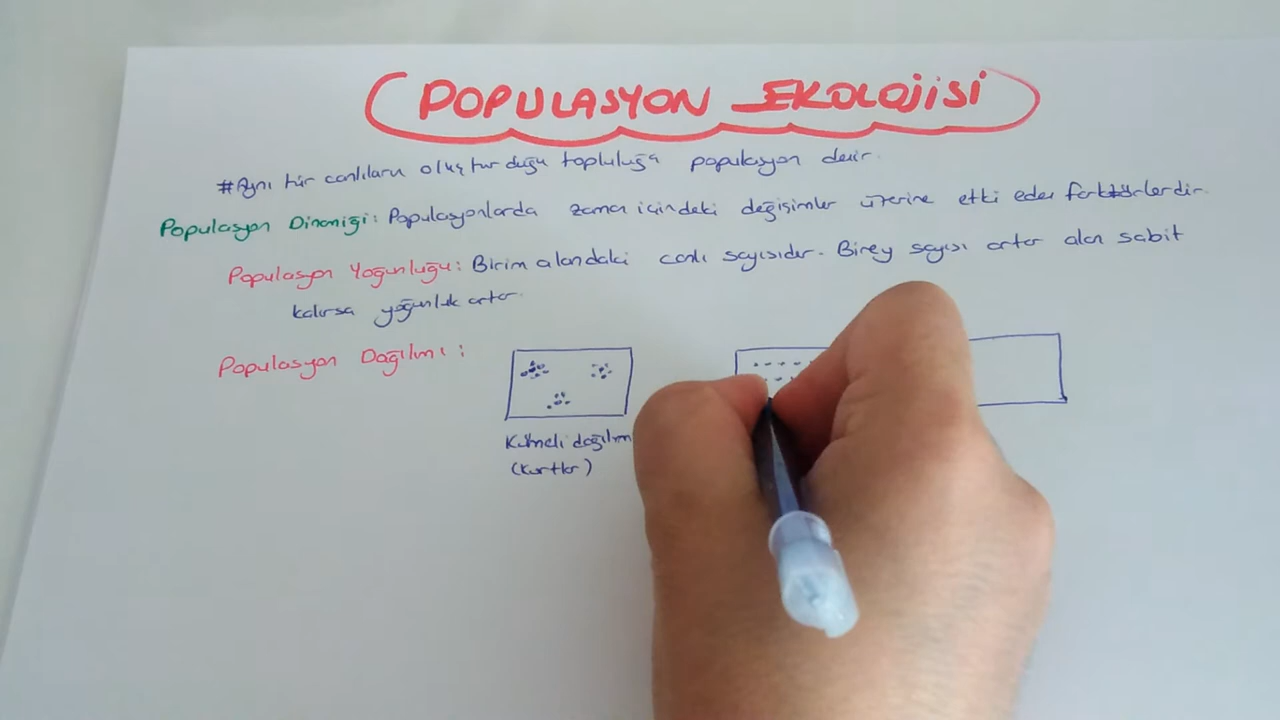 POPULASYON EKOLOJİSİ
#Aynı tür canlıların oluşturduğu topluluğa populasyon denir.
Populasyon Dinamiği: Populasyonlarda zaman içindeki değişimler üzerine etki eden faktörlerdir.
Populasyon Yoğunluğu: Birim alandaki canlı sayısıdır. Birey sayısı artar alan sabit
kalırsa yoğunluk artar.
Populasyon Dağılımı:
Kümeli dağılım
(Kurtlar)